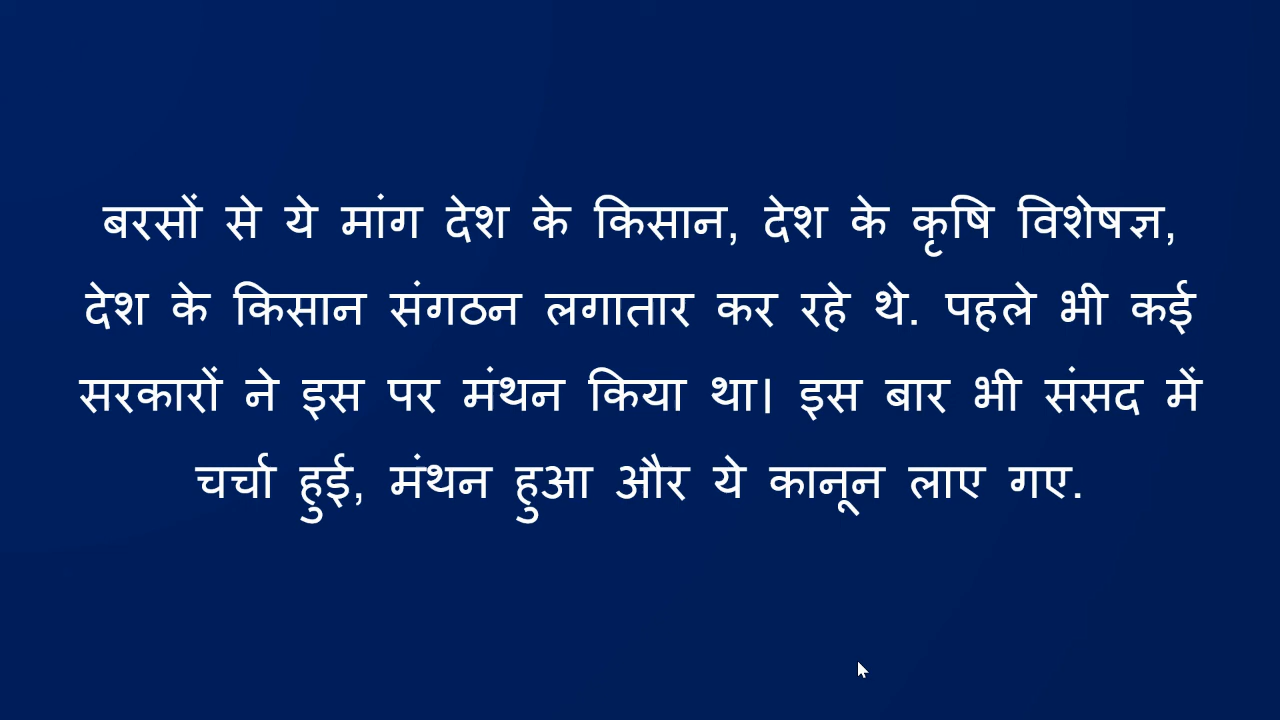 बरसों से ये मांग देश के किसान, देश के कृषि विशेषज्ञ,
देश के किसान संगठन लगातार कर रहे थे. पहले भी कई
सरकारों ने इस पर मंथन किया था। इस बार भी संसद में
चर्चा हुई, मंथन हुआ और ये कानून लाए गए.